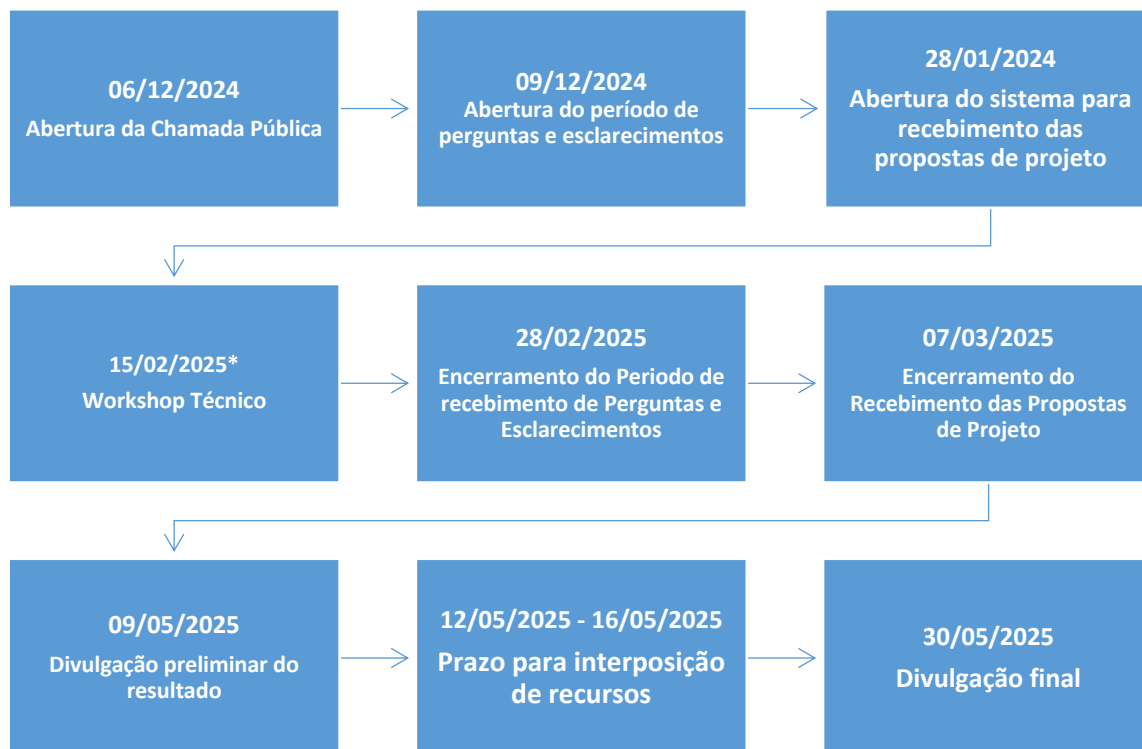 06/12/2024
Abertura da Chamada Pública
09/12/2024
Abertura do período de
perguntas e esclarecimentos
28/01/2024
Abertura do sistema para
recebimento das
propostas de projeto
15/02/2025*
Workshop Técnico
28/02/2025
Encerramento do Periodo de
recebimento de Perguntas e
Esclarecimentos
07/03/2025
Encerramento do
Recebimento das Propostas
de Projeto
09/05/2025
Divulgação preliminar do
resultado
12/05/2025 - 16/05/2025
Prazo para interposição
de recursos
30/05/2025
Divulgação final